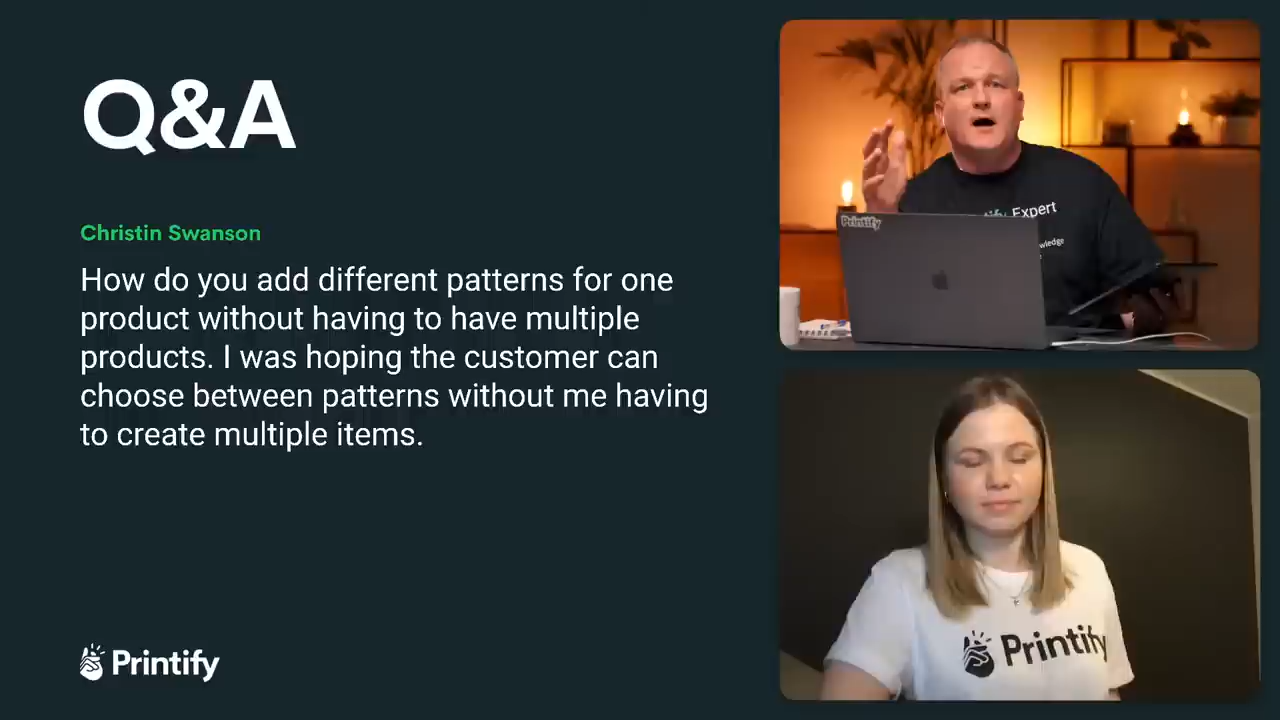 Q&A
Christin Swanson
How do you add different patterns for one
product without having to have multiple
products. I was hoping the customer can
choose between patterns without me having
to create multiple items.
Printify
Printify
Expert
Printify